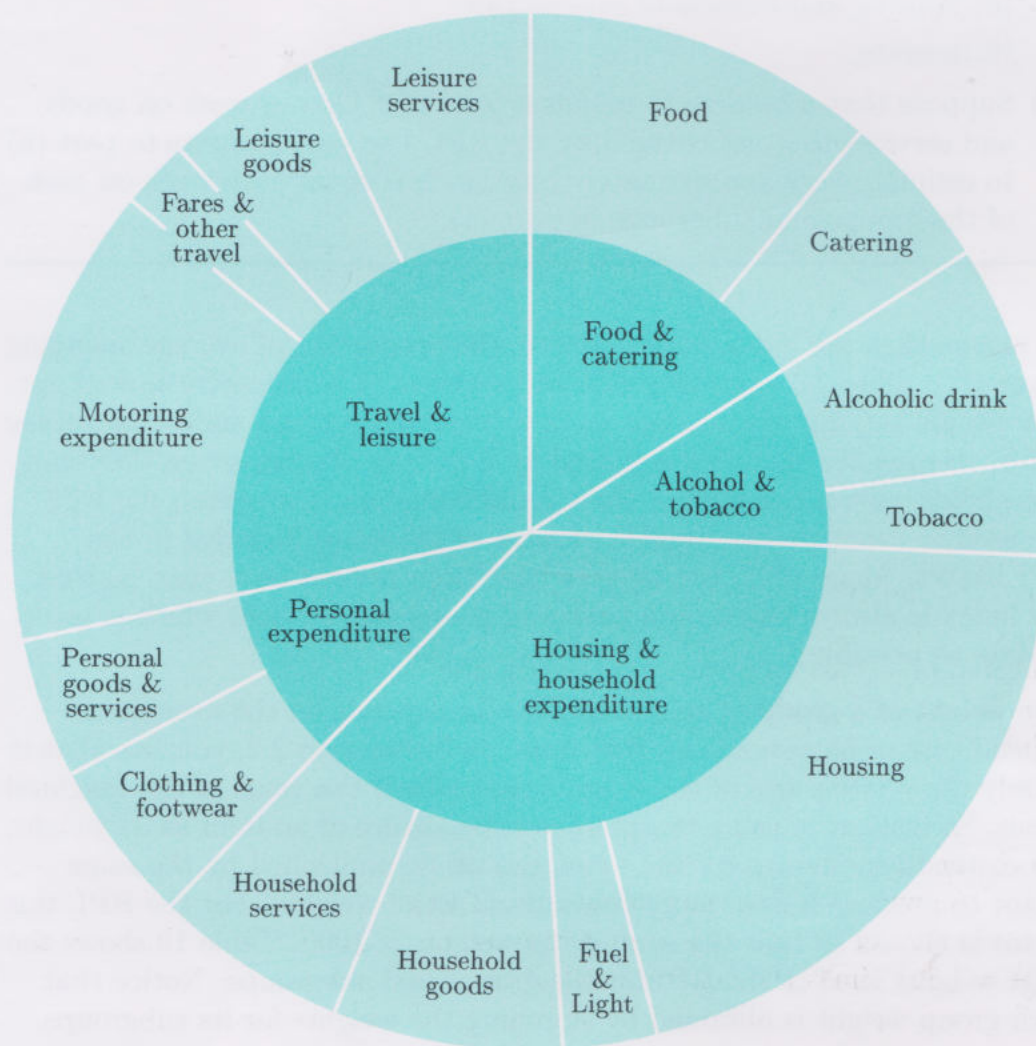 Leisure
services
Food
Leisure
goods
Fares &
other
travel
Catering
Food &
catering
Motoring
expenditure
Travel &
leisure
Alcoholic drink
Alcohol &
tobacco
Tobacco
Personal
expenditure
Personal
goods &
services
Housing &
household
expenditure
Clothing &
footwear
Housing
Household
services
Household
goods
Fuel
&
Light